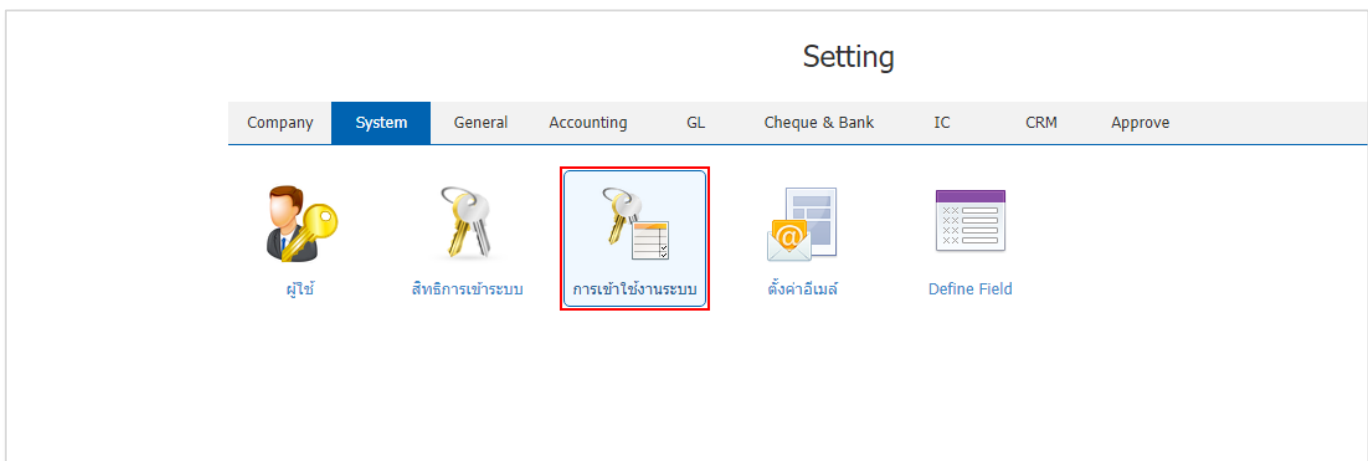 Setting
Company System General Accounting GL Cheque & Bank IC CRM Approve
ผู้ใช้ สิทธิการเข้าระบบ การเข้าใช้งานระบบ ตั้งค่าอีเมล์ Define Field